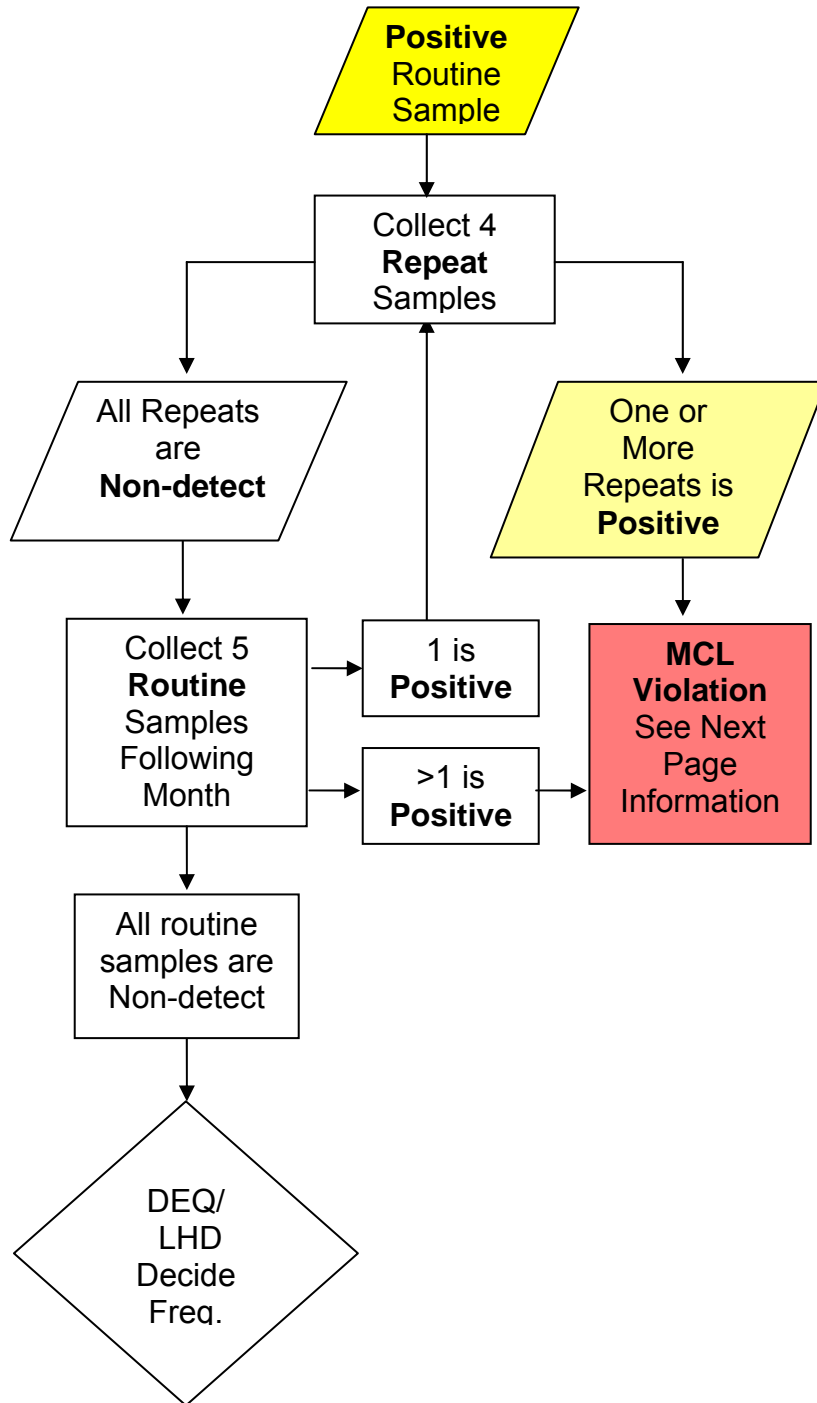 Positive
Routine
Sample
Collect 4
Repeat
Samples
All Repeats
are
Non-detect
One or
More
Repeats is
Positive
Collect 5
Routine
Samples
Following
Month
1 is
Positive
>1 is
Positive
MCL
Violation
See Next
Page
Information
All routine
samples are
Non-detect
DEQ/
LHD
Decide
Freq.